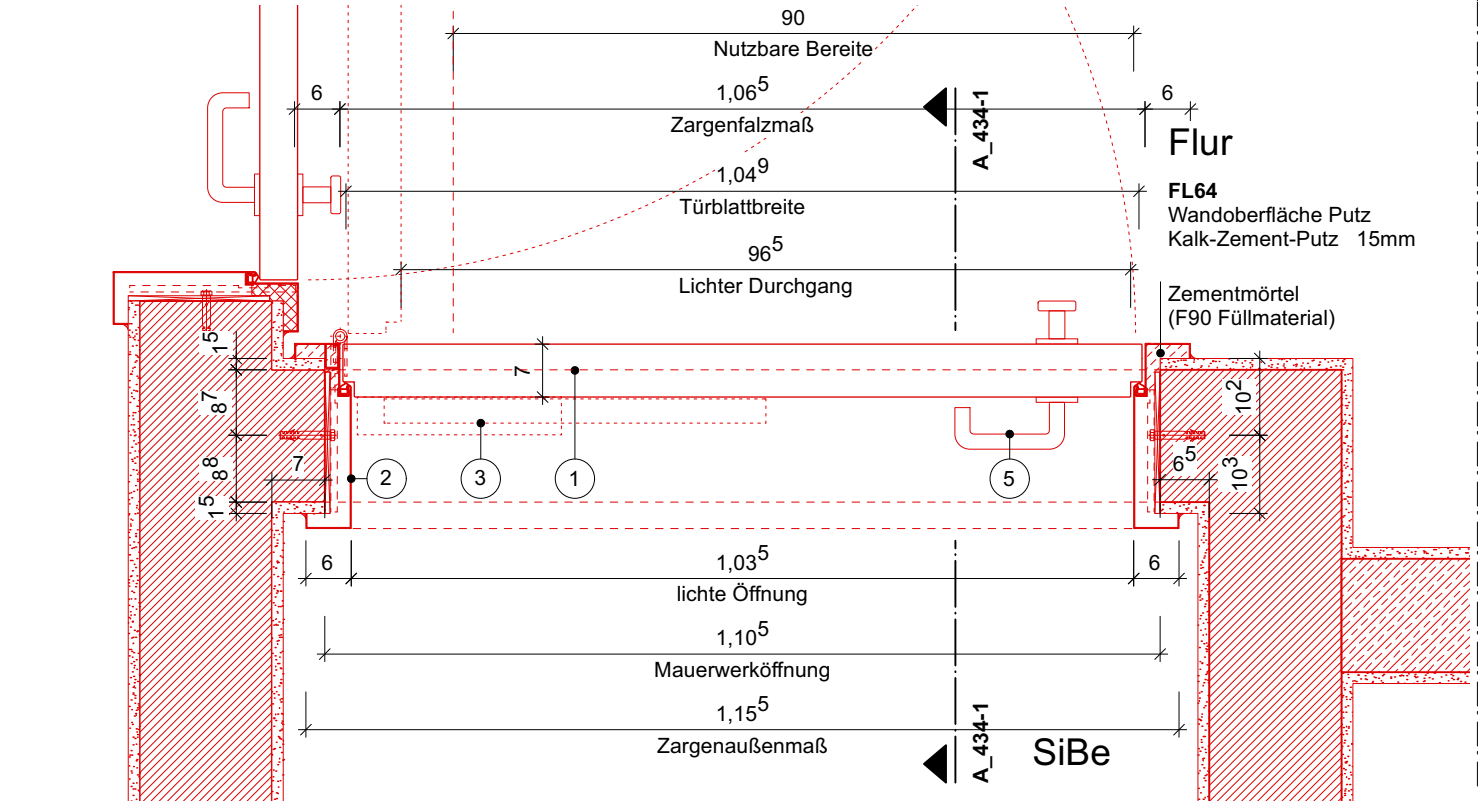 90
Nutzbare Bereite
6
1,06⁵
6
Zargenfalzmaß
A_434-1
Flur
1,04⁹
Türblattbreite
FL64
Wandoberfläche Putz
Kalk-Zement-Putz 15mm
96⁵
Lichter Durchgang
Zementmörtel
(F90 Füllmaterial)
1⁵
7
8⁷
10²
8⁸
7
2
3
1
5
6⁵
10³
1⁵
6
1,03⁵
6
lichte Öffnung
1,10⁵
Mauerwerköffnung
1,15⁵
Zargenaußenmaß
A_434-1
SiBe